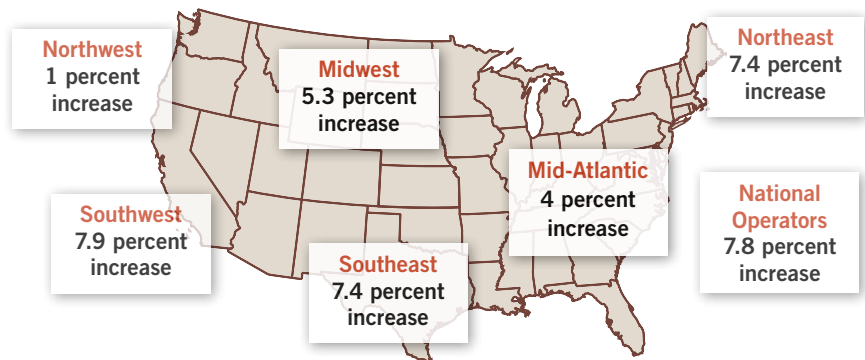 Northwest
1 percent
increase
Midwest
5.3 percent
increase
Northeast
7.4 percent
increase
Mid-Atlantic
4 percent
increase
Southwest
7.9 percent
increase
Southeast
7.4 percent
increase
National
Operators
7.8 percent
increase